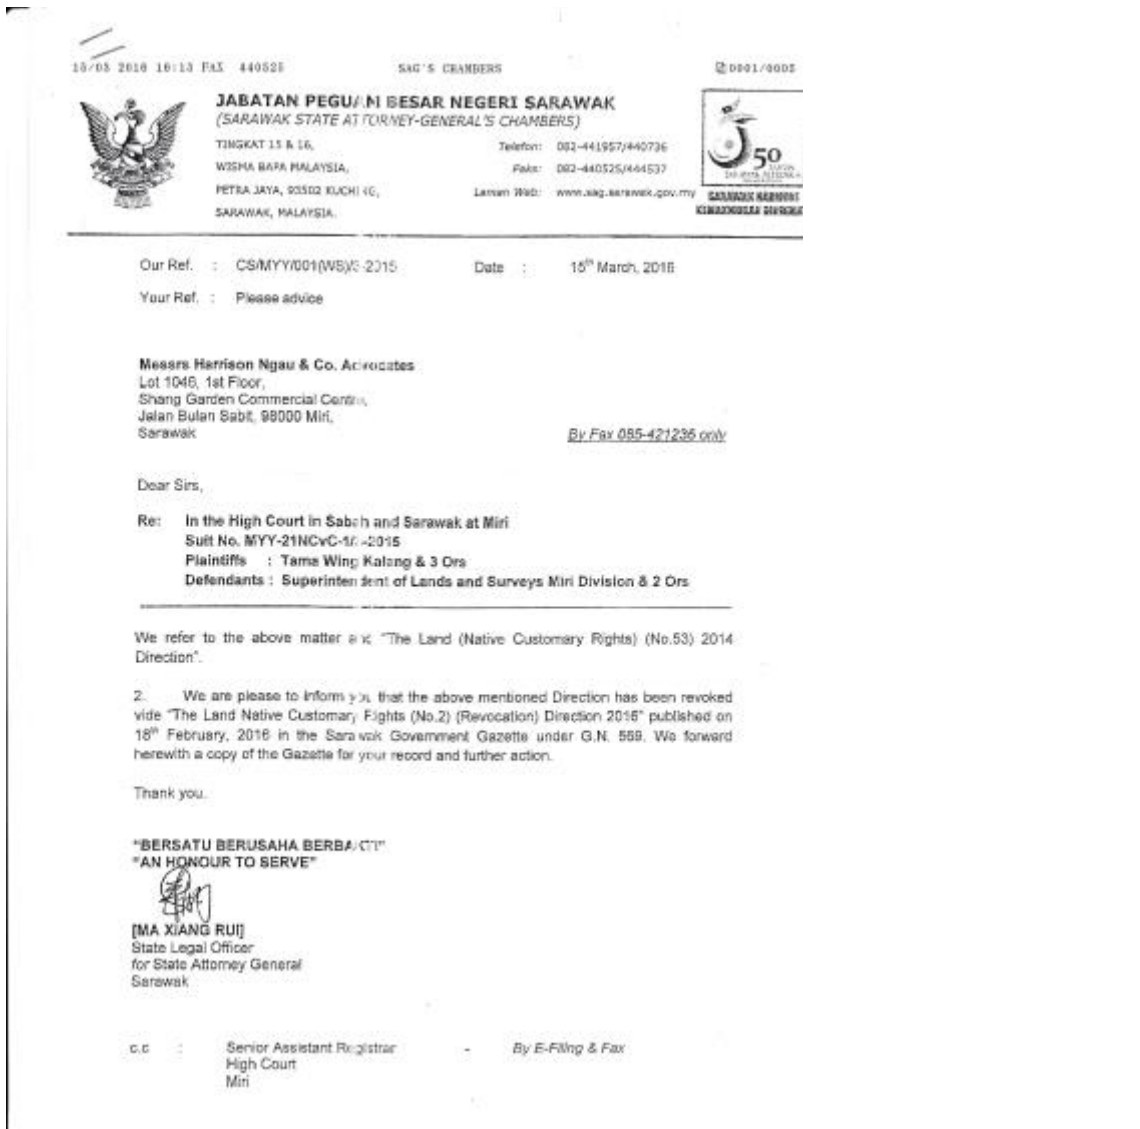 15/03 2016 16:13 FAX 440525 SAG'S CHAMBERS 0001/0005
JABATAN PEGUAM BESAR NEGERI SARAWAK
(SARAWAK STATE ATTORNEY-GENERAL'S CHAMBERS)
TINGKAT 15 & 16, Telefon: 082-441957/440736
WISMA BAPA MALAYSIA, Faks: 082-440525/444537
PETRA JAYA, 93502 KUCHING, Laman Web: www.sag.sarawak.gov.my
SARAWAK, MALAYSIA.
50
Our Ref. : CS/MYY/001(WS)/3-2015 Date : 15th March, 2016
Your Ref. : Please advice
Messrs Harrison Ngau & Co. Advocates
Lot 1046, 1st Floor,
Shang Garden Commercial Centre,
Jalan Bulan Sabit, 98000 Miri,
Sarawak
By Fax 085-421236 only
Dear Sirs,
Re: In the High Court in Sabah and Sarawak at Miri
Suit No.
Plaintiffs : Tama Wing Kalang & 3 Ors
Defendants : Superintendent of Lands and Surveys Miri Division & 2 Ors
We refer to the above matter and "The Land (Native Customary Rights) (No.53) 2014
Direction".
2. We are please to inform you that the above mentioned Direction has been revoked
vide "The Land Native Customary Rights (No.2) (Revocation) Direction 2016" published on
18th February, 2016 in the Sarawak Government Gazette under G.N. 569. We forward
herewith a copy of the Gazette for your record and further action.
Thank you.
"BERSATU BERUSAHA BERBAKTI"
"AN HONOUR TO SERVE"
[MA XIANG RUI]
State Legal Officer
for State Attorney General
Sarawak
c.c : Senior Assistant Registrar - By E-Filing & Fax
High Court
Miri